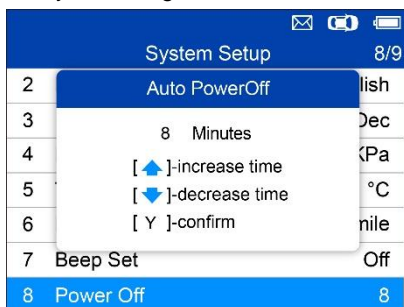 System Setup 8/9
Auto PowerOff
2 lish
3 Dec
8 Minutes
4 KPa
[ ]-increase time
5 °C
[ ]-decrease time
6 mile
[ Y ]-confirm
7 Beep Set Off
8 Power Off 8